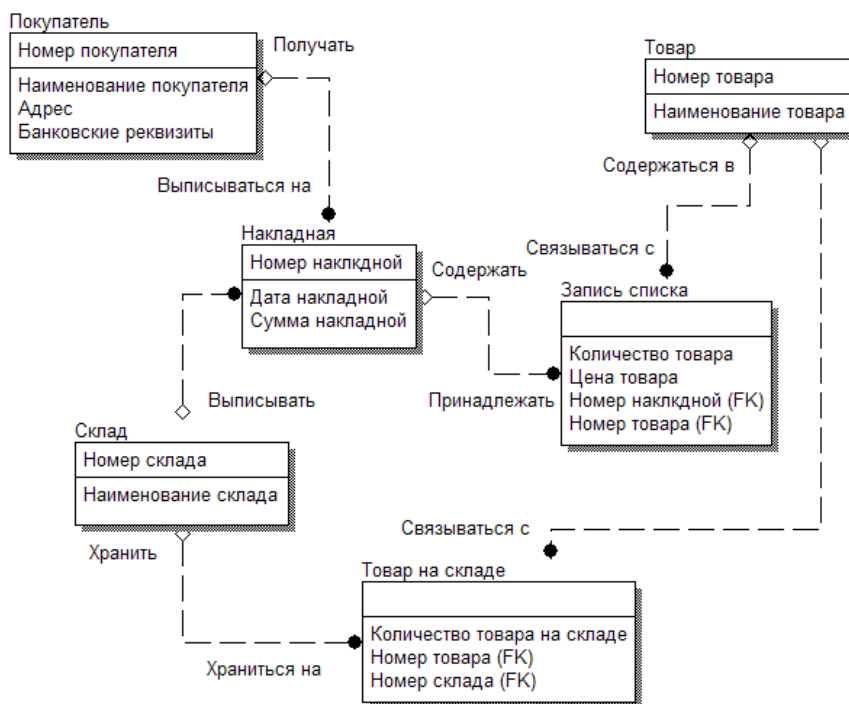 Покупатель
Номер покупателя
Наименование покупателя
Адрес
Банковские реквизиты
Получать
Выписываться на
Товар
Номер товара
Наименование товара
Содержаться в
Связываться с
Накладная
Номер наклкдной
Дата накладной
Сумма накладной
Содержать
Принадлежать
Запись списка
Количество товара
Цена товара
Номер наклкдной (FK)
Номер товара (FK)
Выписывать
Склад
Номер склада
Наименование склада
Хранить
Храниться на
Связываться с
Товар на складе
Количество товара на складе
Номер товара (FK)
Номер склада (FK)